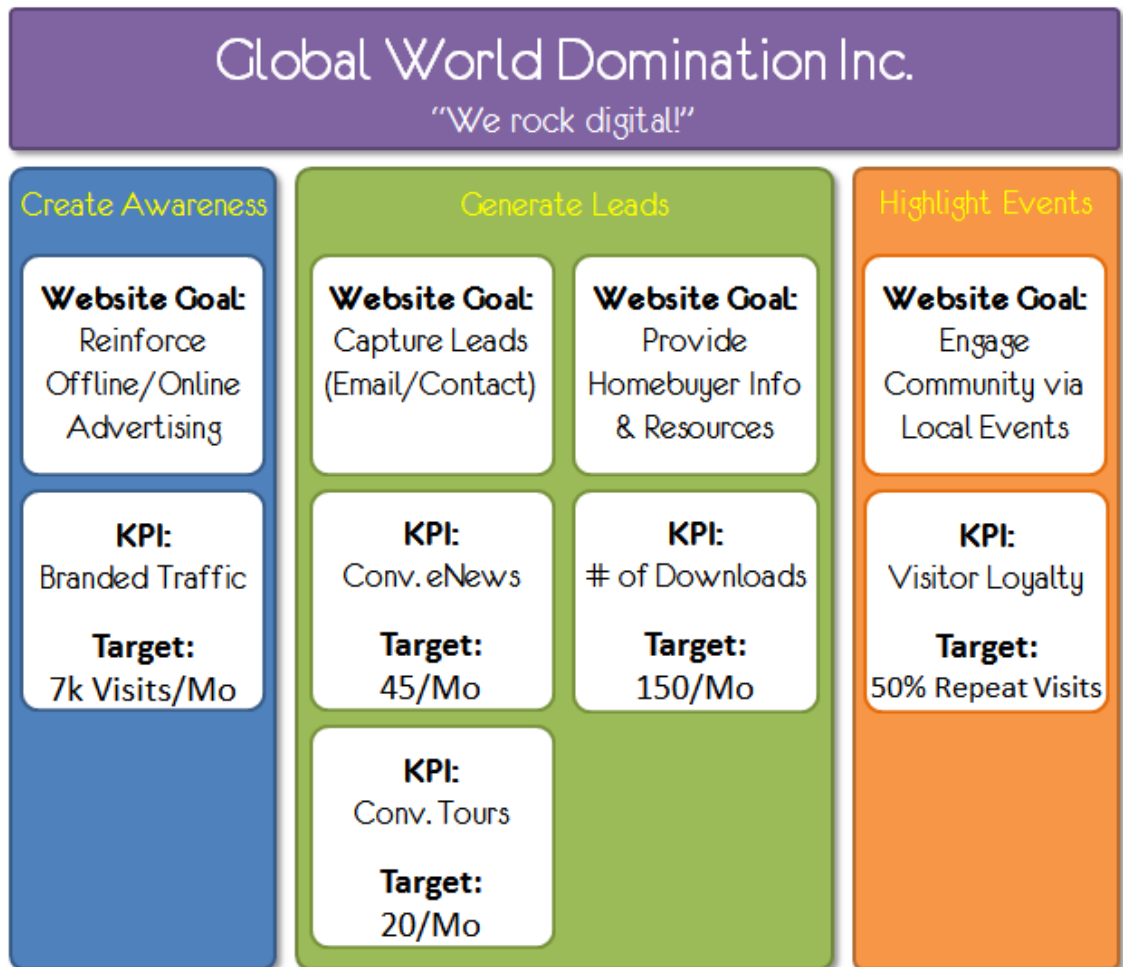 Global World Domination Inc.
“We rock digital!”
Create Awareness
Website Goal:
Reinforce
Offline/Online
Advertising
KPI:
Branded Traffic
Target:
7k Visits/Mo
Generate Leads
Website Goal:
Capture Leads
(Email/Contact)
KPI:
Conv. eNews
Target:
45/Mo
KPI:
Conv. Tours
Target:
20/Mo
Website Goal:
Provide
Homebuyer Info
& Resources
KPI:
# of Downloads
Target:
150/Mo
Highlight Events
Website Goal:
Engage
Community via
Local Events
KPI:
Visitor Loyalty
Target:
50% Repeat Visits